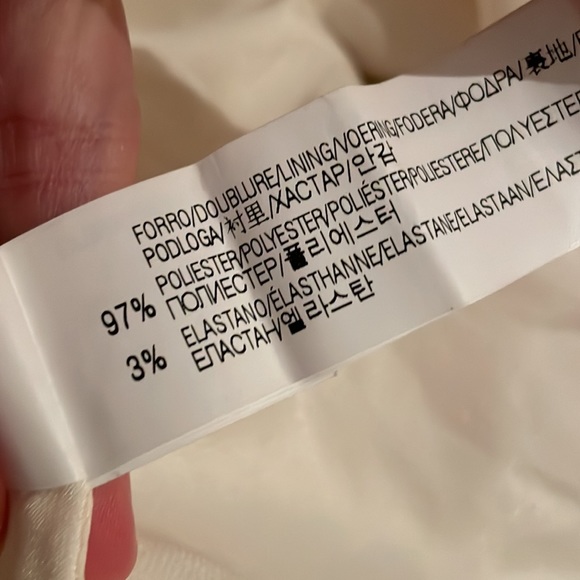 FORRO/DOUBLURE/LINING/VOERING/FODERA/ΦΟΔΡΑ/裏地/
PODLOGA/衬里/ХАСТАР/안감
97% POLIESTER/POLYESTER/POLIÉSTER/POLIESTERE/ΠΟΛΥΕΣΤΕΡ
ПОЛИЕСТЕР/폴리에스터
3% ELASTANO/ÉLASTHANNE/ELASTANE/ELASTAAN/ΕΛΑΣΤ
ЕЛАСТАН/엘라스탄